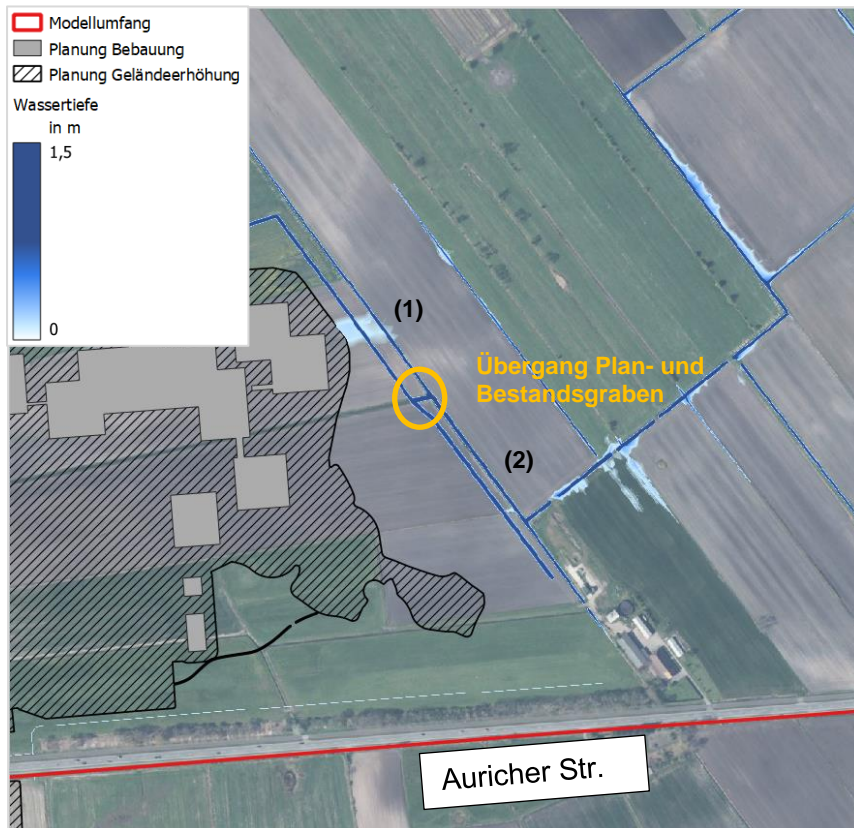 Modellumfang
Planung Bebauung
Planung Geländeerhöhung
Wassertiefe
in m
1,5
0
(1)
Übergang Plan- und
Bestandsgraben
(2)
Auricher Str.